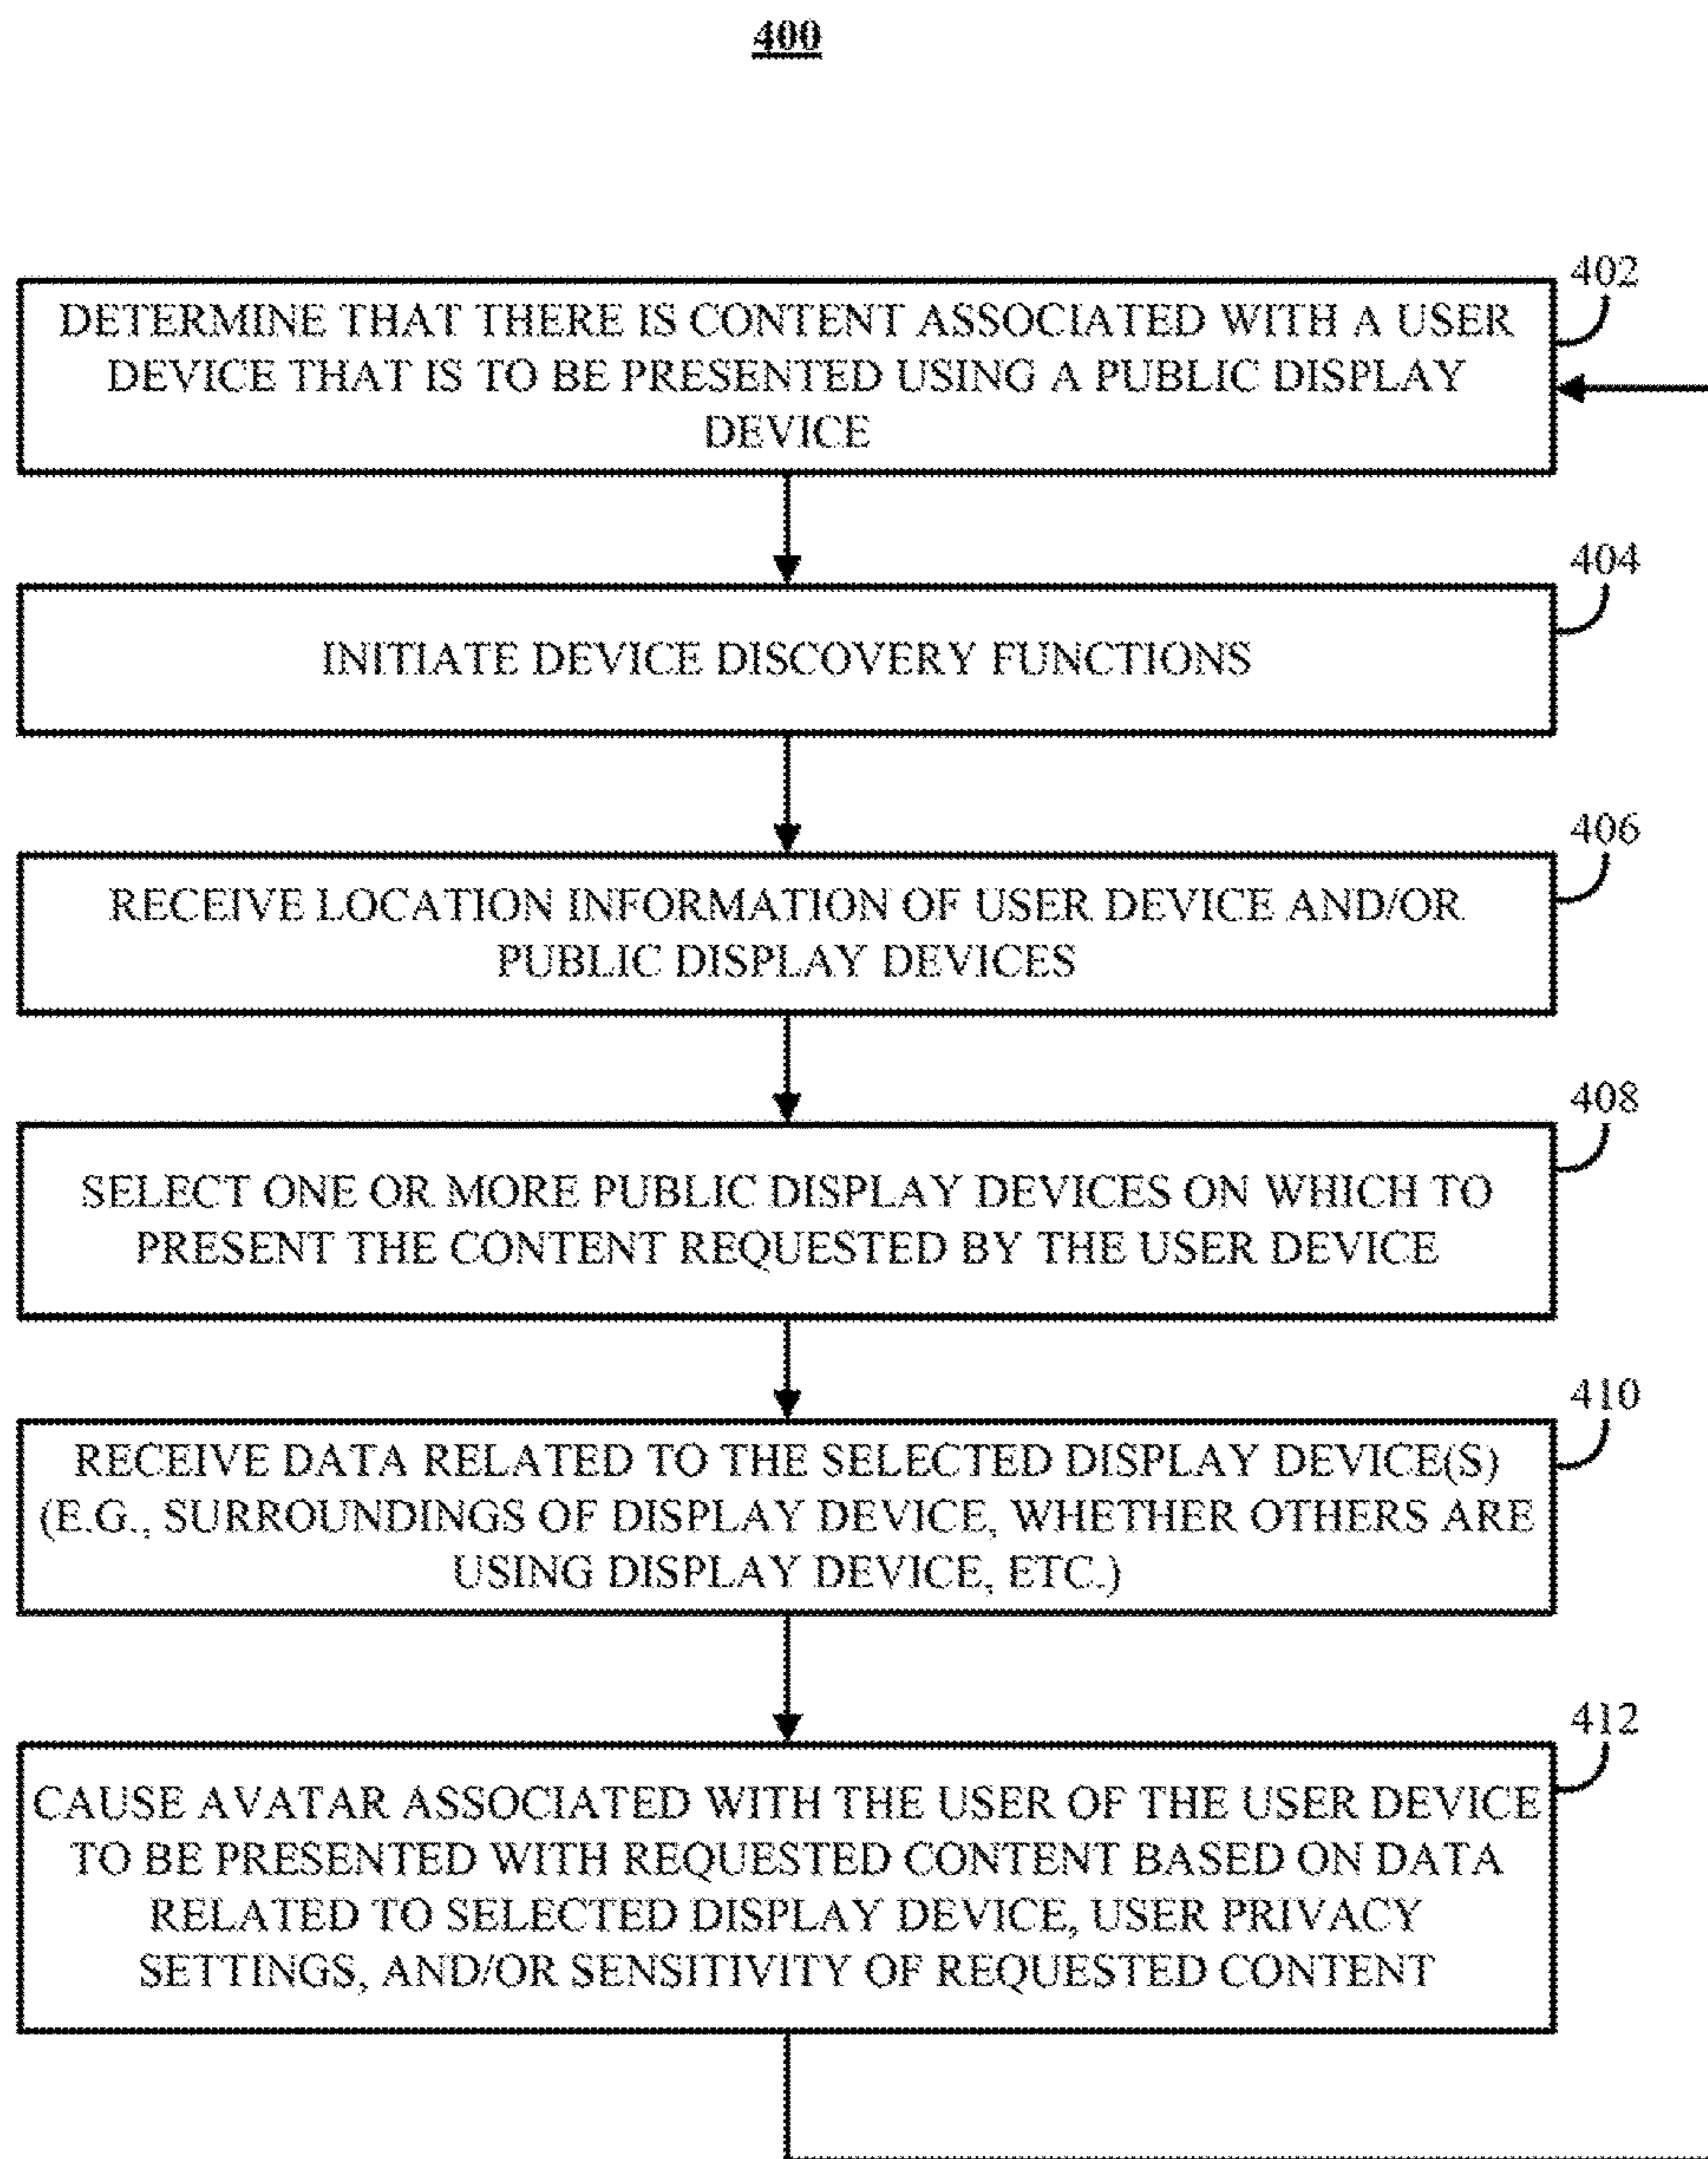 400
402
DETERMINE THAT THERE IS CONTENT ASSOCIATED WITH A USER
DEVICE THAT IS TO BE PRESENTED USING A PUBLIC DISPLAY
DEVICE
404
INITIATE DEVICE DISCOVERY FUNCTIONS
406
RECEIVE LOCATION INFORMATION OF USER DEVICE AND/OR
PUBLIC DISPLAY DEVICES
408
SELECT ONE OR MORE PUBLIC DISPLAY DEVICES ON WHICH TO
PRESENT THE CONTENT REQUESTED BY THE USER DEVICE
410
RECEIVE DATA RELATED TO THE SELECTED DISPLAY DEVICE(S)
(E.G., SURROUNDINGS OF DISPLAY DEVICE, WHETHER OTHERS ARE
USING DISPLAY DEVICE, ETC.)
412
CAUSE AVATAR ASSOCIATED WITH THE USER OF THE USER DEVICE
TO BE PRESENTED WITH REQUESTED CONTENT BASED ON DATA
RELATED TO SELECTED DISPLAY DEVICE, USER PRIVACY
SETTINGS, AND/OR SENSITIVITY OF REQUESTED CONTENT